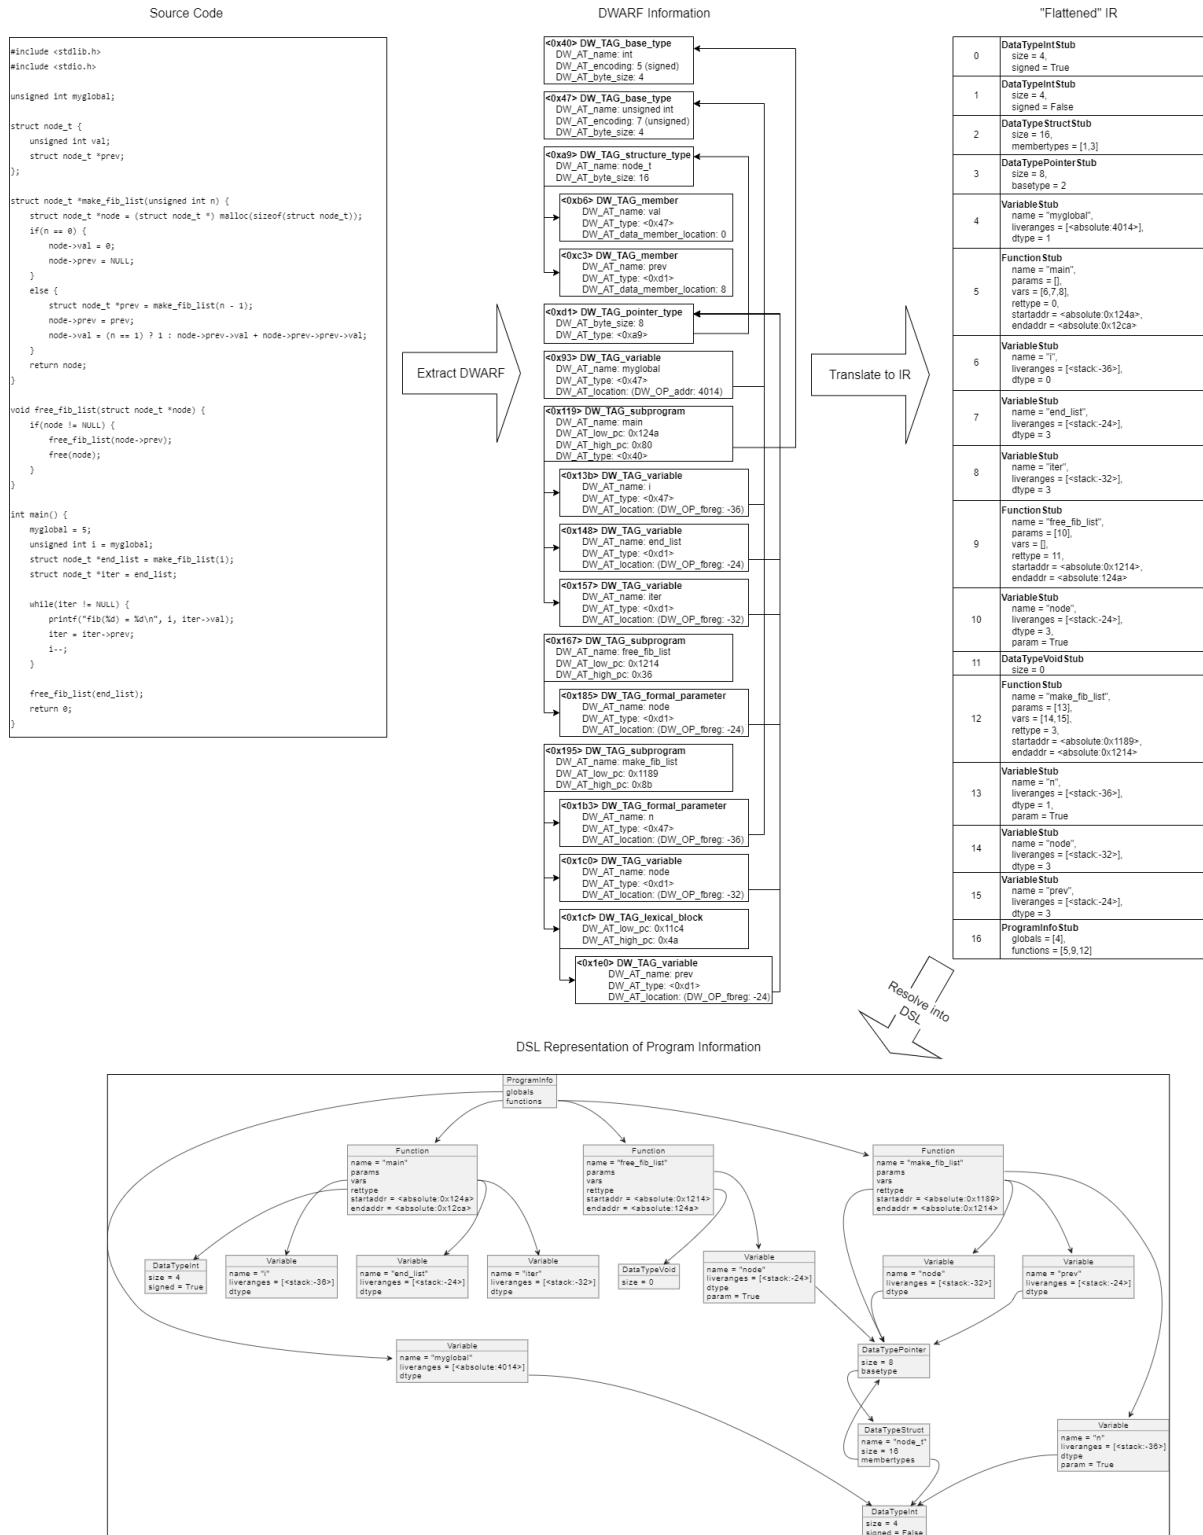 Source Code
#include <stdlib.h>
#include <stdio.h>
unsigned int myglobal;
struct node_t {
unsigned int val;
struct node_t *prev;
};
struct node_t *make_fib_list(unsigned int n) {
struct node_t *node = (struct node_t *) malloc(sizeof(struct node_t));
if(n == 0) {
node->val = 0;
node->prev = NULL;
}
else {
struct node_t *prev = make_fib_list(n - 1);
node->prev = prev;
node->val = (n == 1) ? 1 : node->prev->val + node->prev->prev->val;
}
return node;
}
void free_fib_list(struct node_t *node) {
if(node != NULL) {
free_fib_list(node->prev);
free(node);
}
}
int main() {
myglobal = 5;
unsigned int i = myglobal;
struct node_t *end_list = make_fib_list(i);
struct node_t *iter = end_list;
while(iter != NULL) {
printf("fib(%d) = %d\n", i, iter->val);
iter = iter->prev;
i--;
}
free_fib_list(end_list);
return 0;
}
Extract DWARF
DWARF Information
<0x40> DW_TAG_base_type
DW_AT_name: int
DW_AT_encoding: 5 (signed)
DW_AT_byte_size: 4
<0x47> DW_TAG_base_type
DW_AT_name: unsigned int
DW_AT_encoding: 7 (unsigned)
DW_AT_byte_size: 4
<0xa9> DW_TAG_structure_type
DW_AT_name: node_t
DW_AT_byte_size: 16
<0xb6> DW_TAG_member
DW_AT_name: val
DW_AT_type: <0x47>
DW_AT_data_member_location: 0
<0xc3> DW_TAG_member
DW_AT_name: prev
DW_AT_type: <0xd1>
DW_AT_data_member_location: 8
<0xd1> DW_TAG_pointer_type
DW_AT_byte_size: 8
DW_AT_type: <0xa9>
<0x93> DW_TAG_variable
DW_AT_name: myglobal
DW_AT_type: <0x47>
DW_AT_location: (DW_OP_addr: 4014)
<0x119> DW_TAG_subprogram
DW_AT_name: main
DW_AT_low_pc: 0x124a
DW_AT_high_pc: 0x80
DW_AT_type: <0x40>
<0x13b> DW_TAG_variable
DW_AT_name: i
DW_AT_type: <0x47>
DW_AT_location: (DW_OP_fbreg: -36)
<0x148> DW_TAG_variable
DW_AT_name: end_list
DW_AT_type: <0xd1>
DW_AT_location: (DW_OP_fbreg: -24)
<0x157> DW_TAG_variable
DW_AT_name: iter
DW_AT_type: <0xd1>
DW_AT_location: (DW_OP_fbreg: -32)
<0x167> DW_TAG_subprogram
DW_AT_name: free_fib_list
DW_AT_low_pc: 0x1214
DW_AT_high_pc: 0x36
<0x185> DW_TAG_formal_parameter
DW_AT_name: node
DW_AT_type: <0xd1>
DW_AT_location: (DW_OP_fbreg: -24)
<0x195> DW_TAG_subprogram
DW_AT_name: make_fib_list
DW_AT_low_pc: 0x1189
DW_AT_high_pc: 0x8b
<0x1b3> DW_TAG_formal_parameter
DW_AT_name: n
DW_AT_type: <0x47>
DW_AT_location: (DW_OP_fbreg: -36)
<0x1c0> DW_TAG_variable
DW_AT_name: node
DW_AT_type: <0xd1>
DW_AT_location: (DW_OP_fbreg: -32)
<0x1cf> DW_TAG_lexical_block
DW_AT_low_pc: 0x11c4
DW_AT_high_pc: 0x4a
<0x1e0> DW_TAG_variable
DW_AT_name: prev
DW_AT_type: <0xd1>
DW_AT_location: (DW_OP_fbreg: -24)
Translate to IR
"Flattened" IR
0
DataTypeIntStub
size = 4,
signed = True
1
DataTypeIntStub
size = 4,
signed = False
2
DataTypeStructStub
size = 16,
membertypes = [1,3]
3
DataTypePointerStub
size = 8,
basetype = 2
4
VariableStub
name = "myglobal",
liveranges = [<absolute:4014>],
dtype = 1
5
FunctionStub
name = "main",
params = [],
vars = [6,7,8],
rettype = 0,
startaddr = <absolute:0x124a>,
endaddr = <absolute:0x12ca>
6
VariableStub
name = "i",
liveranges = [<stack:-36>],
dtype = 0
7
VariableStub
name = "end_list",
liveranges = [<stack:-24>],
dtype = 3
8
VariableStub
name = "iter",
liveranges = [<stack:-32>],
dtype = 3
9
FunctionStub
name = "free_fib_list",
params = [10],
vars = [],
rettype = 11,
startaddr = <absolute:0x1214>,
endaddr = <absolute:124a>
10
VariableStub
name = "node",
liveranges = [<stack:-24>],
dtype = 3,
param = True
11
DataTypeVoidStub
size = 0
12
FunctionStub
name = "make_fib_list",
params = [13],
vars = [14,15],
rettype = 3,
startaddr = <absolute:0x1189>,
endaddr = <absolute:0x1214>
13
VariableStub
name = "n",
liveranges = [<stack:-36>],
dtype = 1,
param = True
14
VariableStub
name = "node",
liveranges = [<stack:-32>],
dtype = 3
15
VariableStub
name = "prev",
liveranges = [<stack:-24>],
dtype = 3
16
ProgramInfoStub
globals = [4],
functions = [5,9,12]
Resolve into
DSL
DSL Representation of Program Information
ProgramInfo
globals
functions
Function
name = "main"
params
vars
rettype
startaddr = <absolute:0x124a>
endaddr = <absolute:0x12ca>
Function
name = "free_fib_list"
params
vars
rettype
startaddr = <absolute:0x1214>
endaddr = <absolute:124a>
Function
name = "make_fib_list"
params
vars
rettype
startaddr = <absolute:0x1189>
endaddr = <absolute:0x1214>
DataTypeInt
size = 4
signed = True
Variable
name = "i"
liveranges = [<stack:-36>]
dtype
Variable
name = "end_list"
liveranges = [<stack:-24>]
dtype
Variable
name = "iter"
liveranges = [<stack:-32>]
dtype
DataTypeVoid
size = 0
Variable
name = "node"
liveranges = [<stack:-24>]
dtype
param = True
Variable
name = "node"
liveranges = [<stack:-32>]
dtype
Variable
name = "prev"
liveranges = [<stack:-24>]
dtype
Variable
name = "myglobal"
liveranges = [<absolute:4014>]
dtype
DataTypePointer
size = 8
basetype
DataTypeStruct
name = "node_t"
size = 16
membertypes
Variable
name = "n"
liveranges = [<stack:-36>]
dtype
param = True
DataTypeInt
size = 4
signed = False